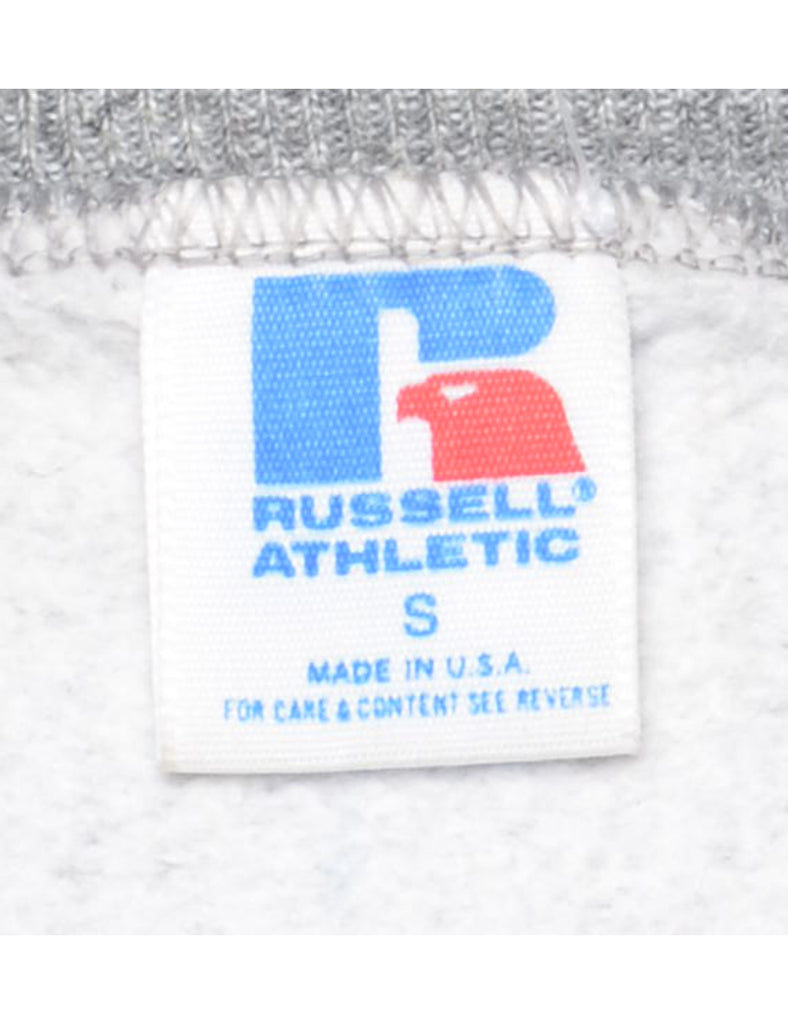 RUSSELL®
ATHLETIC
S
MADE IN U.S.A.
FOR CARE & CONTENT SEE REVERSE